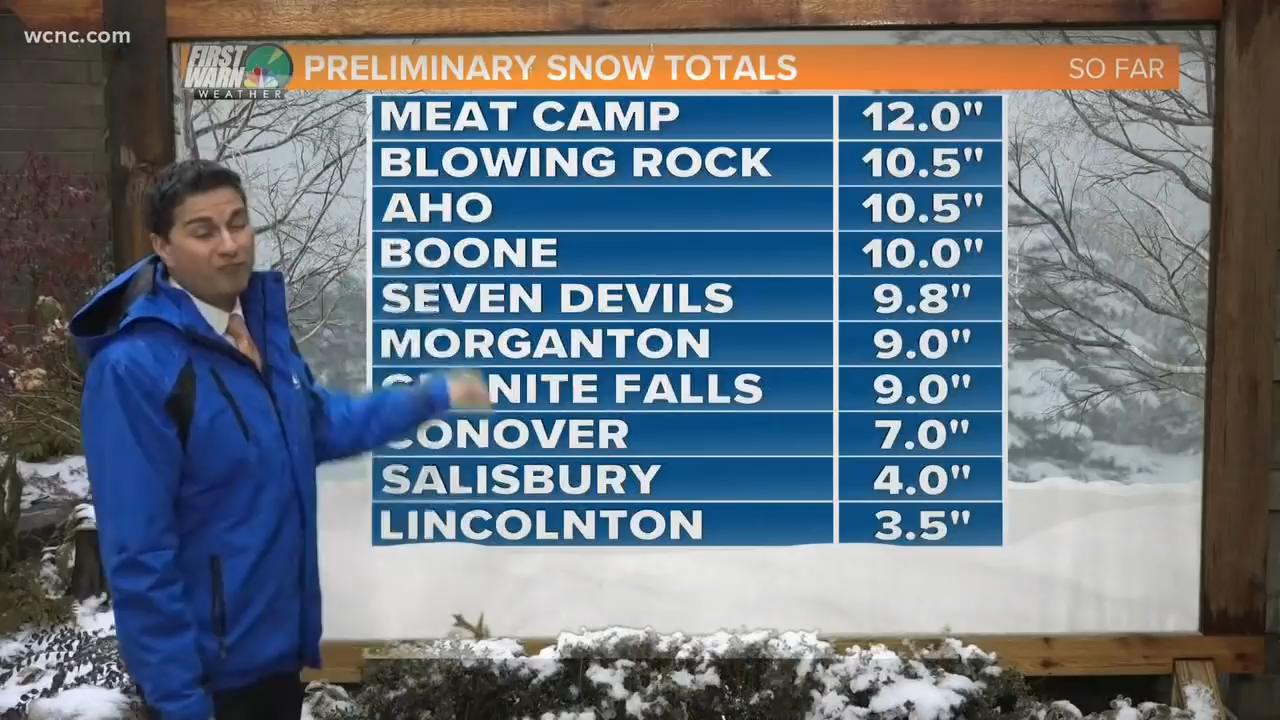 wcnc.com
FIRST
WARN
WEATHER
PRELIMINARY SNOW TOTALS
SO FAR
MEAT CAMP 12.0"
BLOWING ROCK 10.5"
AHO 10.5"
BOONE 10.0"
SEVEN DEVILS 9.8"
MORGANTON 9.0"
FALLS 9.0"
CONOVER 7.0"
SALISBURY 4.0"
LINCOLNTON 3.5"